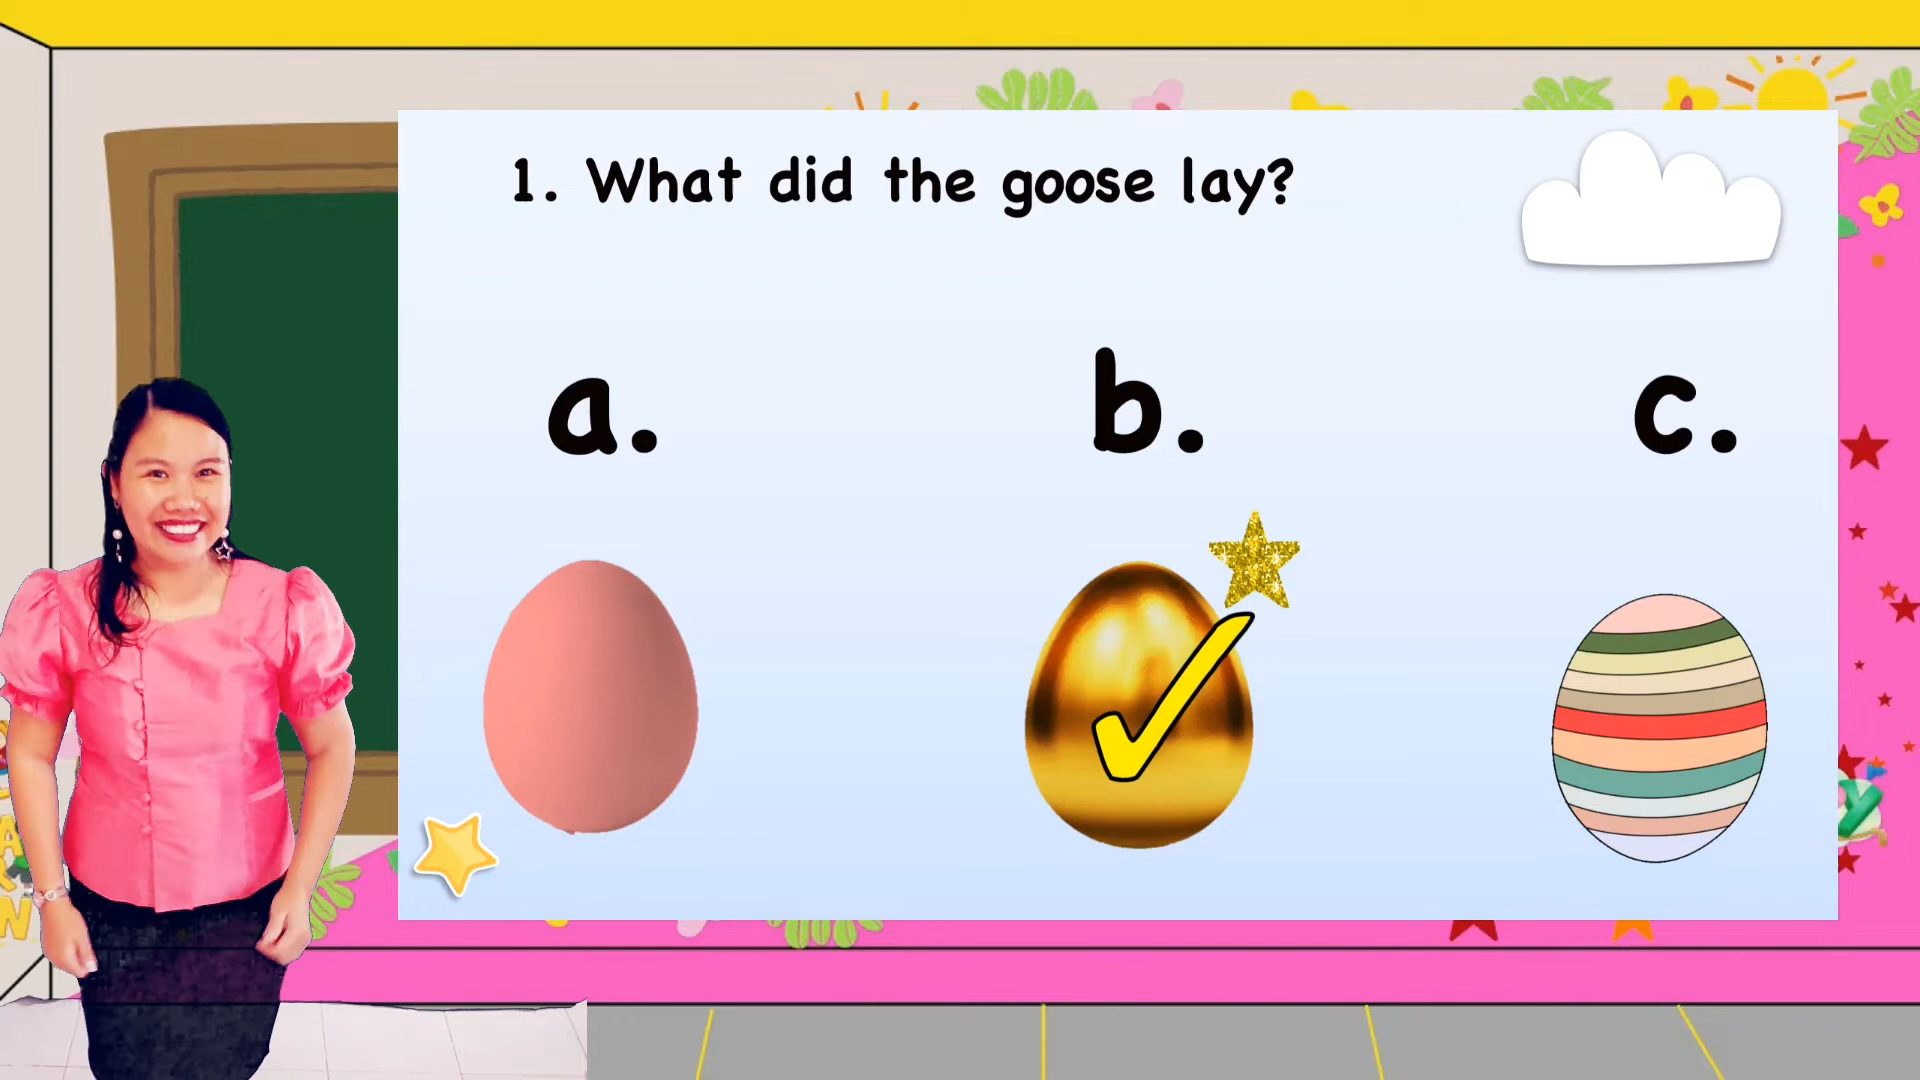 1. What did the goose lay?
a. b. c.